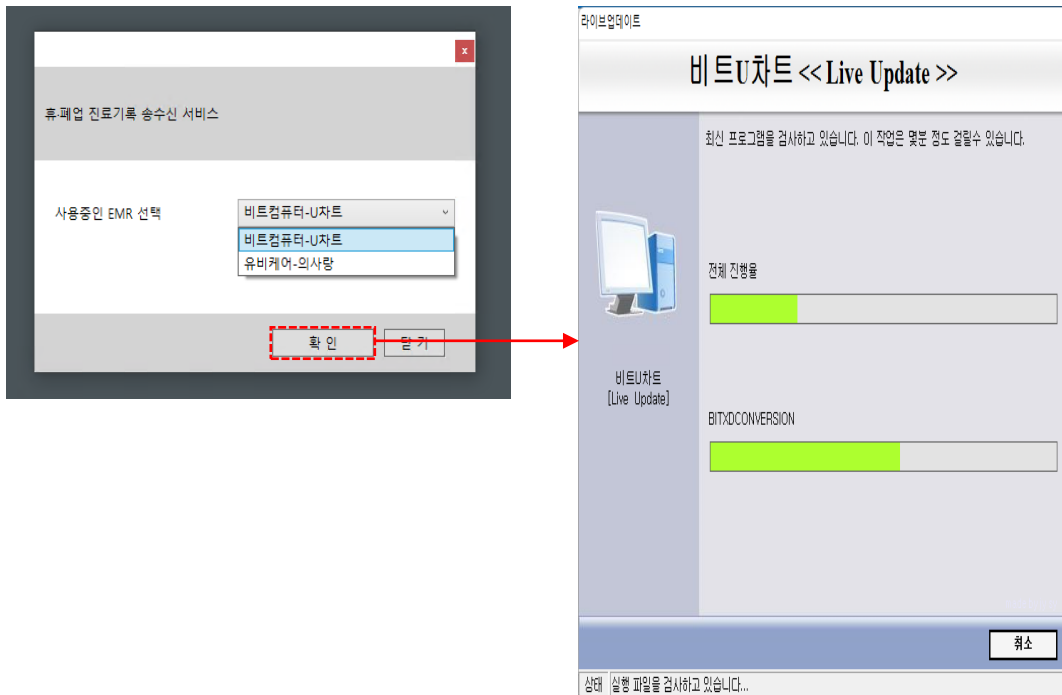 x
휴·폐업 진료기록 송수신 서비스
사용중인 EMR 선택
비트컴퓨터-U차트
비트컴퓨터-U차트
유비케어-의사랑
확 인
닫 기
라이브업데이트
비트U차트 << Live Update >>
최신 프로그램을 검사하고 있습니다. 이 작업은 몇분 정도 걸릴수 있습니다.
전체 진행율
비트U차트
[Live Update]
BITXDCONVERSION
취소
상태 실행 파일을 검사하고 있습니다...